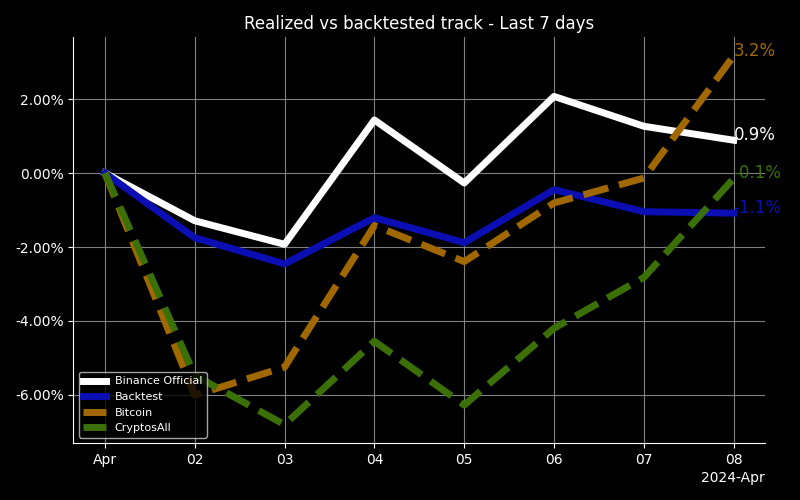 Realized vs backtested track - Last 7 days
3.2%
2.00%
0.9%
0.00%
-0.1%
-1.1%
-2.00%
-4.00%
-6.00%
Binance Official
Backtest
Bitcoin
CryptosAll
Apr 02 03 04 05 06 07 08
2024-Apr